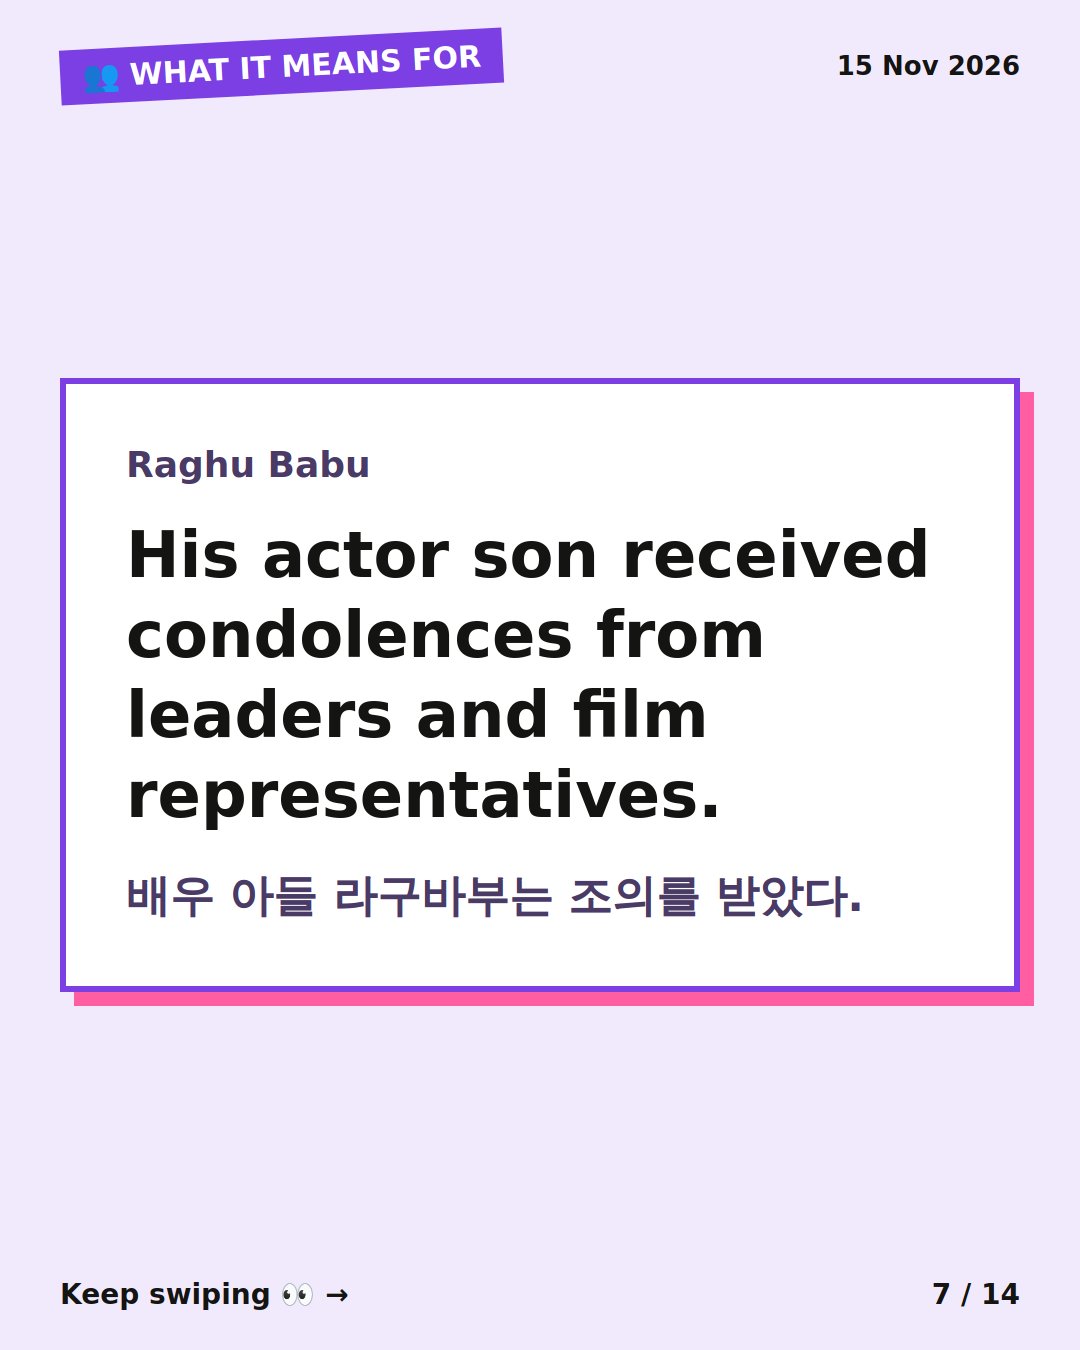 👥 WHAT IT MEANS FOR
15 Nov 2026
Raghu Babu
His actor son received
condolences from
leaders and film
representatives.
배우 아들 라구바부는 조의를 받았다.
Keep swiping 👀 →
7 / 14